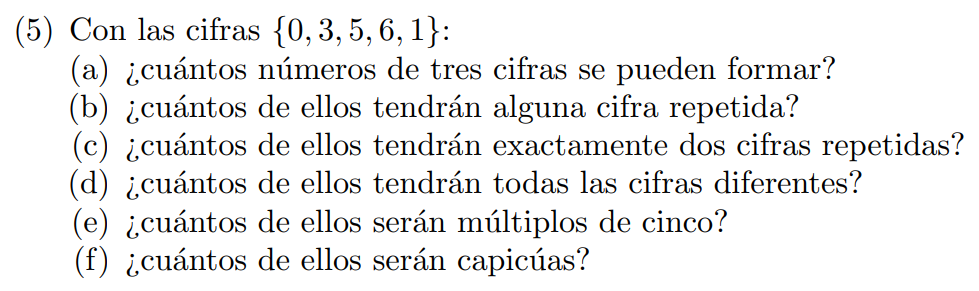 (5) Con las cifras {0, 3, 5, 6, 1}:
(a) ¿cuántos números de tres cifras se pueden formar?
(b) ¿cuántos de ellos tendrán alguna cifra repetida?
(c) ¿cuántos de ellos tendrán exactamente dos cifras repetidas?
(d) ¿cuántos de ellos tendrán todas las cifras diferentes?
(e) ¿cuántos de ellos serán múltiplos de cinco?
(f) ¿cuántos de ellos serán capicúas?